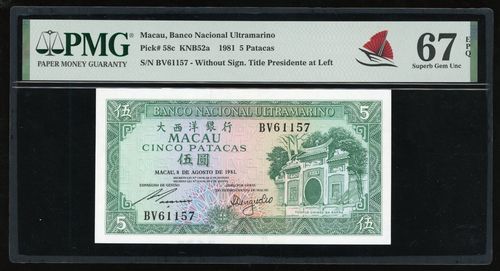 PMG
PAPER MONEY GUARANTY
Macau, Banco Nacional Ultramarino
Pick# 58c KNB52a 1981 5 Patacas
S/N BV61157 - Without Sign. Title Presidente at Left
67 EPQ
Superb Gem Unc
伍 BANCO NACIONAL ULTRAMARINO 5
大西洋銀行 BV61157
MACAU
CINCO PATACAS
伍圓
MACAU, 8 DE AGOSTO DE 1981.
BV61157
5 伍